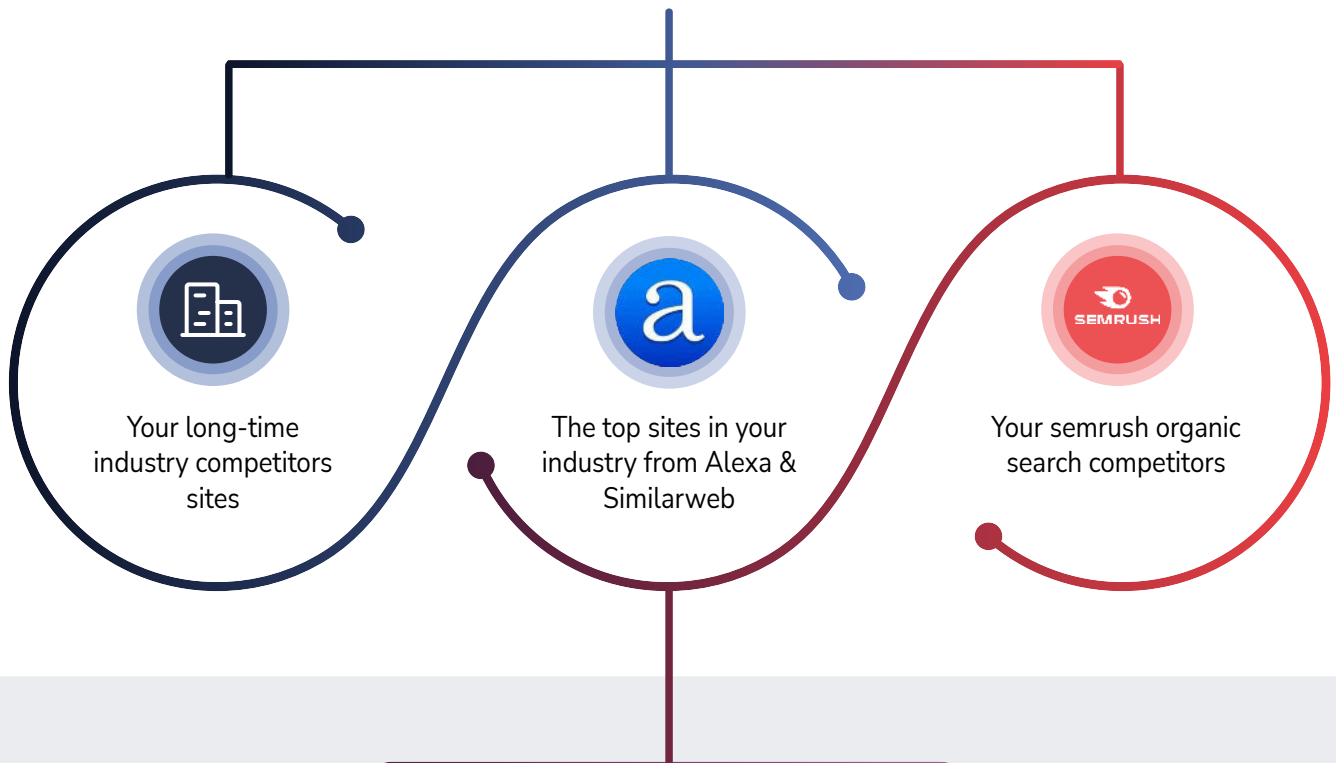 Your long-time
industry competitors
sites
a
The top sites in your
industry from Alexa &
Similarweb
SEMRUSH
Your semrush organic
search competitors